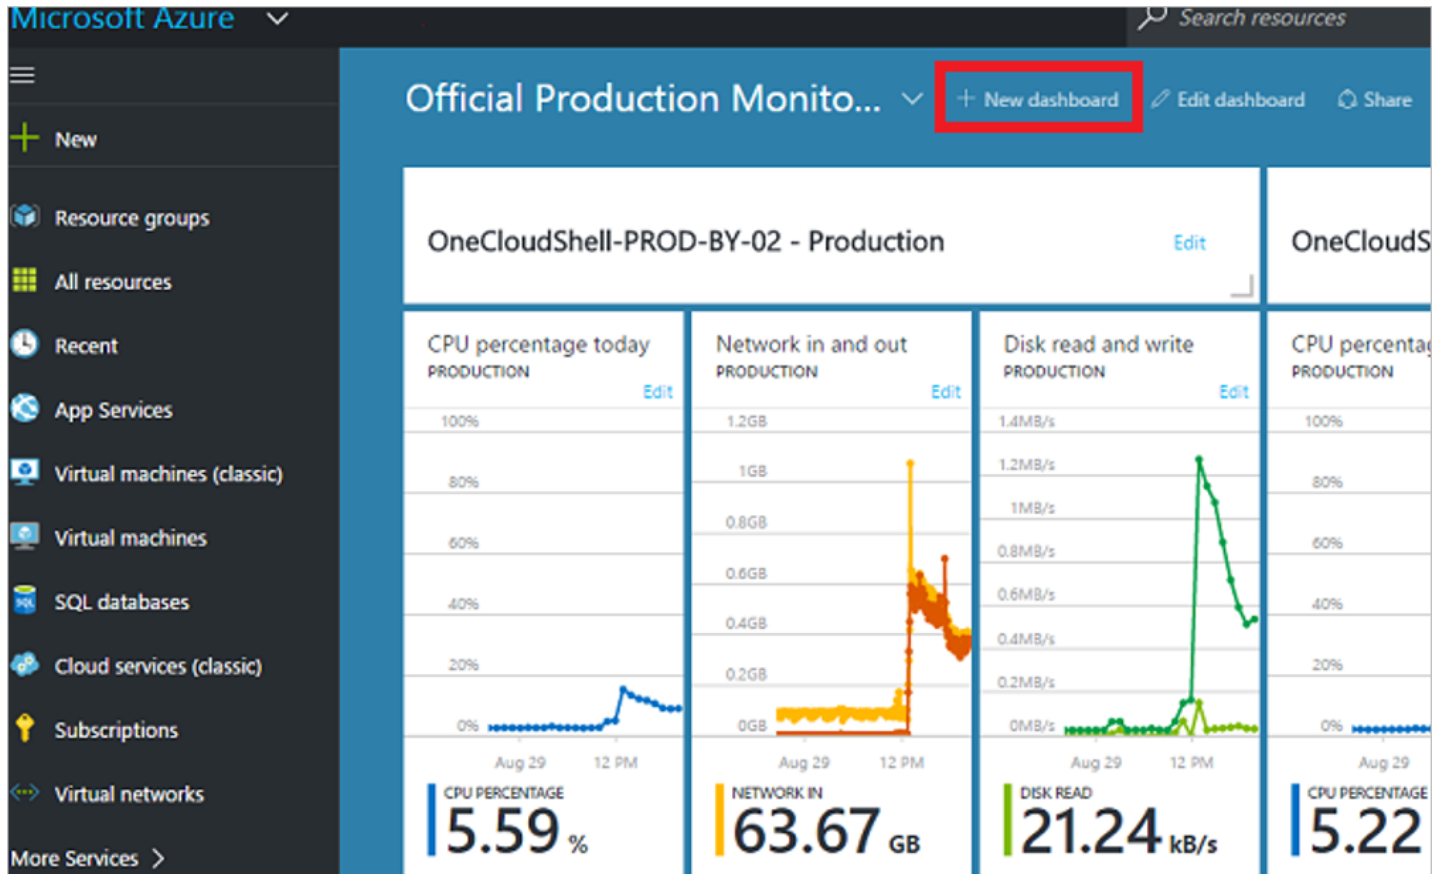 Microsoft Azure
Search resources
Official Production Monito...
New dashboard
Edit dashboard
Share
New
Resource groups
All resources
Recent
App Services
Virtual machines (classic)
Virtual machines
SQL databases
Cloud services (classic)
Subscriptions
Virtual networks
More Services
OneCloudShell-PROD-BY-02 - Production
Edit
OneCloudS
CPU percentage today
PRODUCTION
Edit
100%
80%
60%
40%
20%
0%
Aug 29
12 PM
CPU PERCENTAGE
5.59 %
Network in and out
PRODUCTION
Edit
1.2GB
1GB
0.8GB
0.6GB
0.4GB
0.2GB
0GB
Aug 29
12 PM
NETWORK IN
63.67 GB
Disk read and write
PRODUCTION
Edit
1.4MB/s
1.2MB/s
1MB/s
0.8MB/s
0.6MB/s
0.4MB/s
0.2MB/s
0MB/s
Aug 29
12 PM
DISK READ
21.24 kB/s
CPU percentag
PRODUCTION
100%
80%
60%
40%
20%
0%
Aug 29
CPU PERCENTAGE
5.22